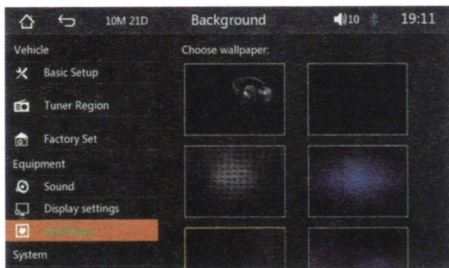 10M 21D Background 10 19:11
Vehicle
Choose wallpaper:
Basic Setup
Tuner Region
Factory Set
Equipment
Sound
Display settings
System